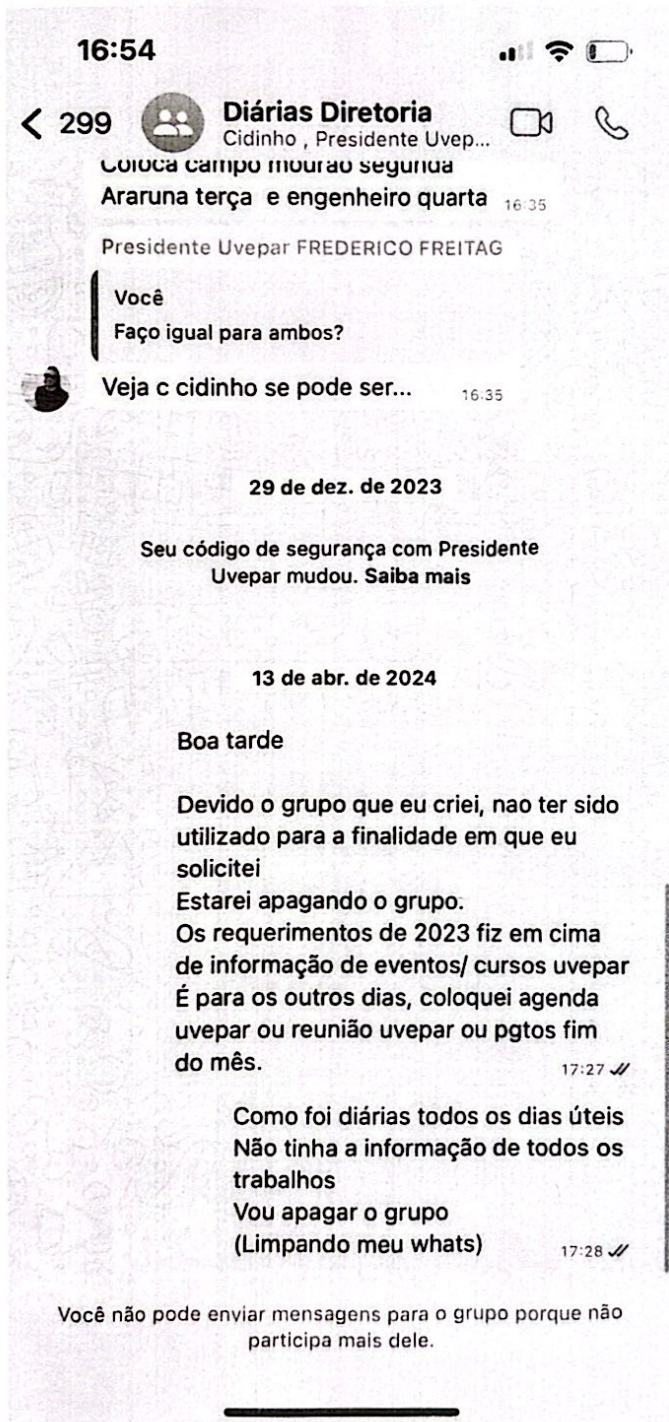 16:54
299
Diárias Diretoria
Cidinho , Presidente Uvep...
Coloca campo mourão segunda
Araruna terça e engenheiro quarta 16:35
Presidente Uvepar FREDERICO FREITAG
Você
Faço igual para ambos?
Veja c cidinho se pode ser... 16:35
29 de dez. de 2023
Seu código de segurança com Presidente
Uvepar mudou. Saiba mais
13 de abr. de 2024
Boa tarde
Devido o grupo que eu criei, nao ter sido
utilizado para a finalidade em que eu
solicitei
Estarei apagando o grupo.
Os requerimentos de 2023 fiz em cima
de informação de eventos/ cursos uvepar
É para os outros dias, coloquei agenda
uvepar ou reunião uvepar ou pgtos fim
do mês. 17:27
Como foi diárias todos os dias úteis
Não tinha a informação de todos os
trabalhos
Vou apagar o grupo
(Limpando meu whats) 17:28
Você não pode enviar mensagens para o grupo porque não
participa mais dele.